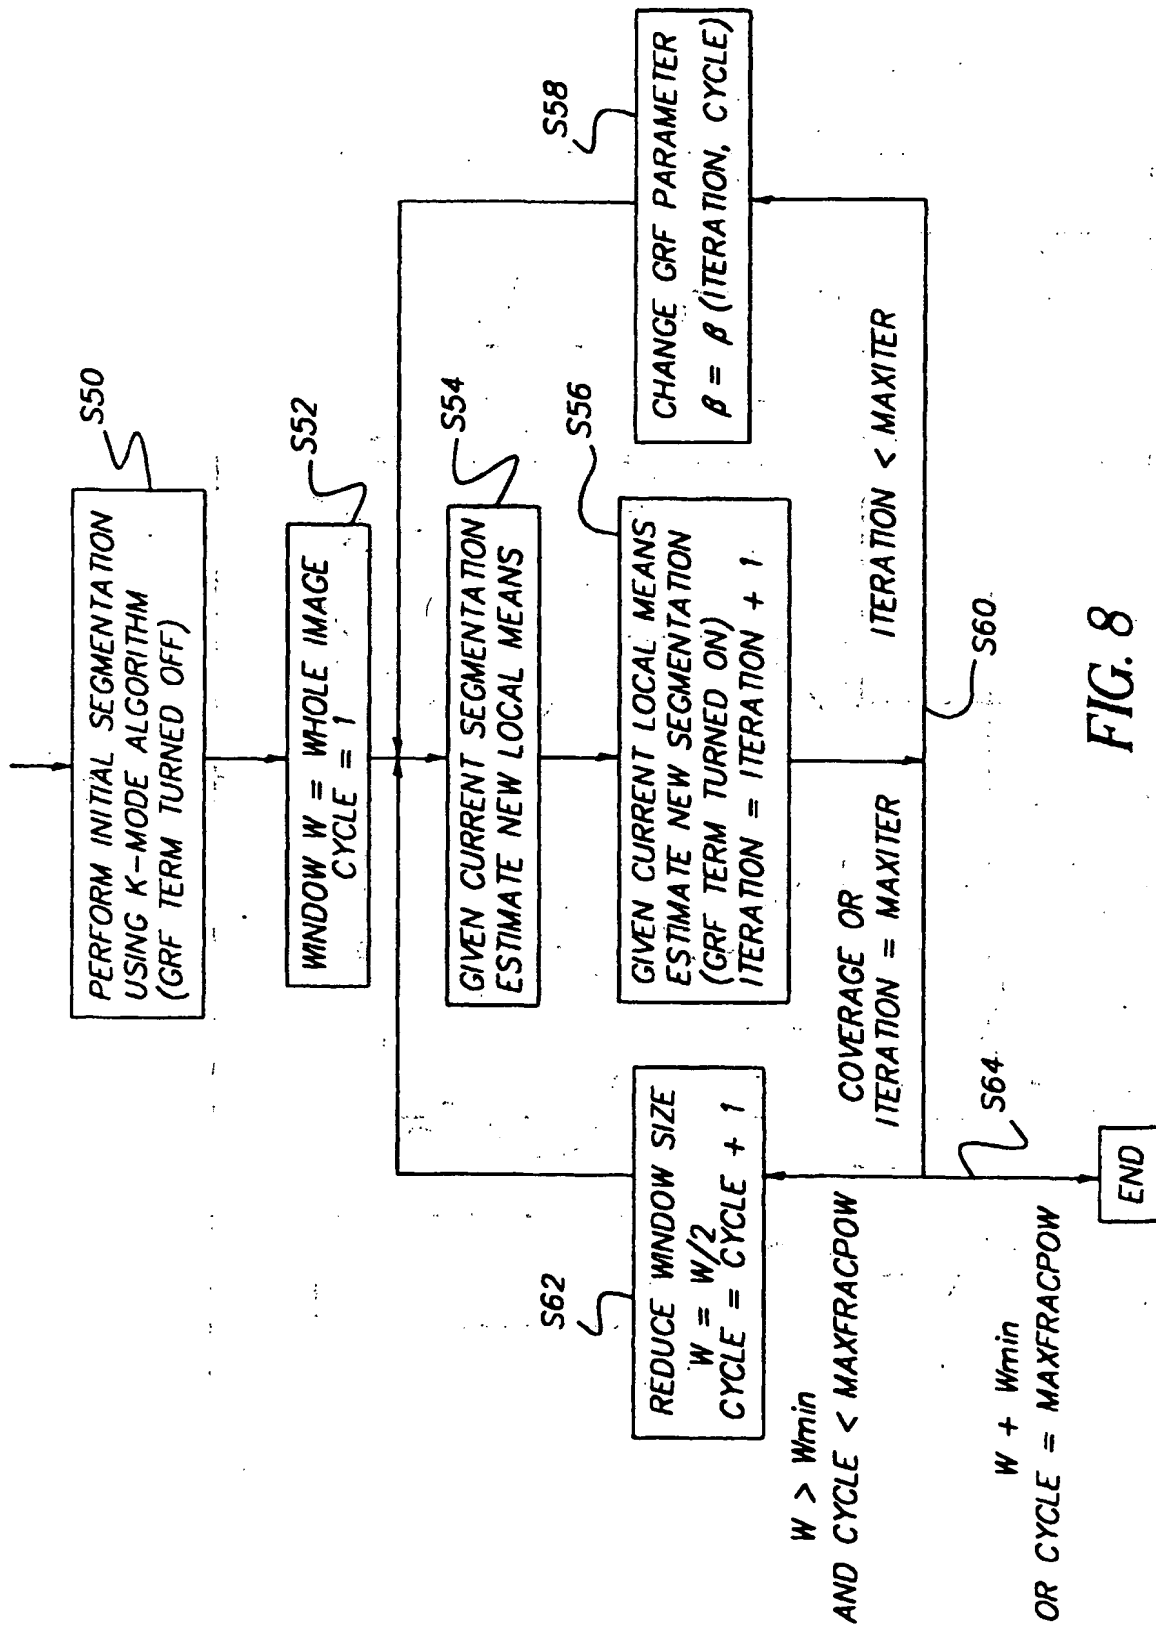 PERFORM INITIAL SEGMENTATION
USING K-MODE ALGORITHM
(GRF TERM TURNED OFF)
S50
WINDOW W = WHOLE IMAGE
CYCLE = 1
S52
GIVEN CURRENT SEGMENTATION
ESTIMATE NEW LOCAL MEANS
S54
GIVEN CURRENT LOCAL MEANS
ESTIMATE NEW SEGMENTATION
(GRF TERM TURNED ON)
ITERATION = ITERATION + 1
S56
CHANGE GRF PARAMETER
β = β (ITERATION, CYCLE)
S58
REDUCE WINDOW SIZE
W = W/2
CYCLE = CYCLE + 1
S62
COVERAGE OR
ITERATION = MAXITER
ITERATION < MAXITER
S60
W > Wmin
AND CYCLE < MAXFRACPOW
S64
W + Wmin
OR CYCLE = MAXFRACPOW
END
FIG. 8